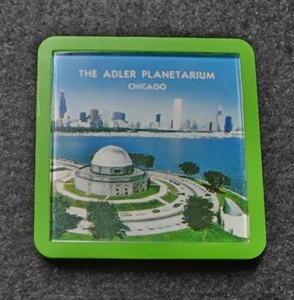 THE ADLER PLANETARIUM
CHICAGO